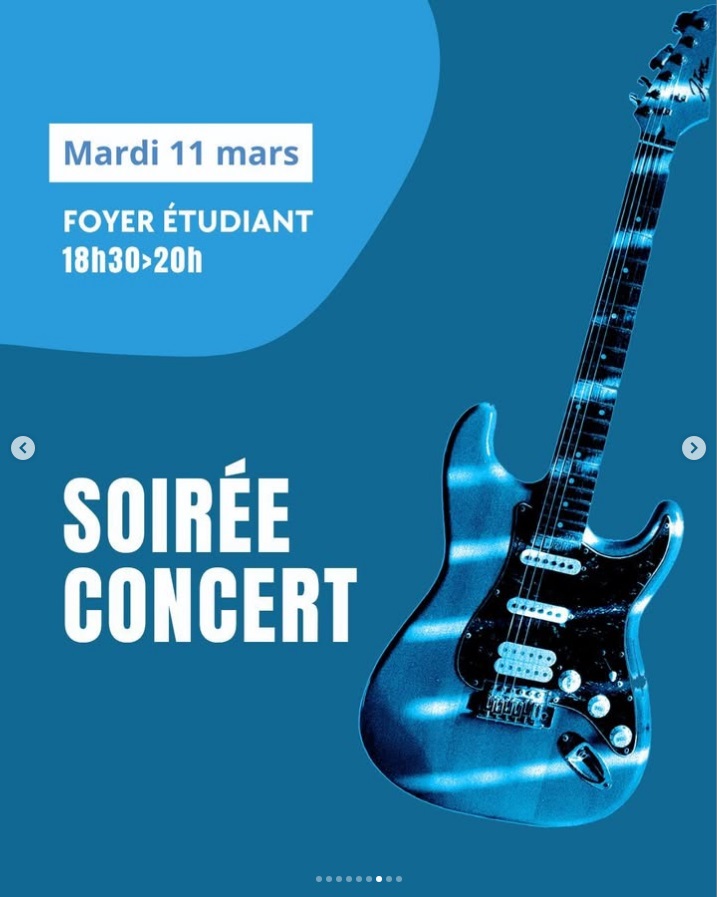 Mardi 11 mars
FOYER ÉTUDIANT
18h30>20h
SOIRÉE
CONCERT